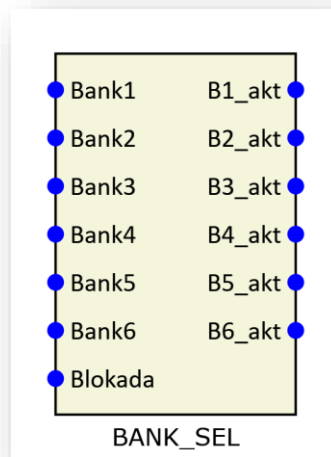 Bank1 B1_akt
Bank2 B2_akt
Bank3 B3_akt
Bank4 B4_akt
Bank5 B5_akt
Bank6 B6_akt
Blokada
BANK_SEL